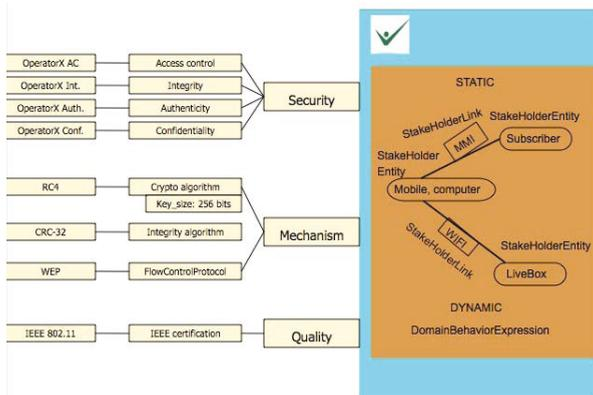 OperatorX AC
Access control
OperatorX Int.
Integrity
OperatorX Auth.
Authenticity
OperatorX Conf.
Confidentiality
Security
RC4
Crypto algorithm
Key_size: 256 bits
CRC-32
Integrity algorithm
WEP
FlowControlProtocol
Mechanism
IEEE 802.11
IEEE certification
Quality
STATIC
StakeHolderLink
StakeHolderEntity
MMI
Subscriber
StakeHolder
Entity
Mobile, computer
WIFI
StakeHolderLink
StakeHolderEntity
LiveBox
DYNAMIC
DomainBehaviorExpression